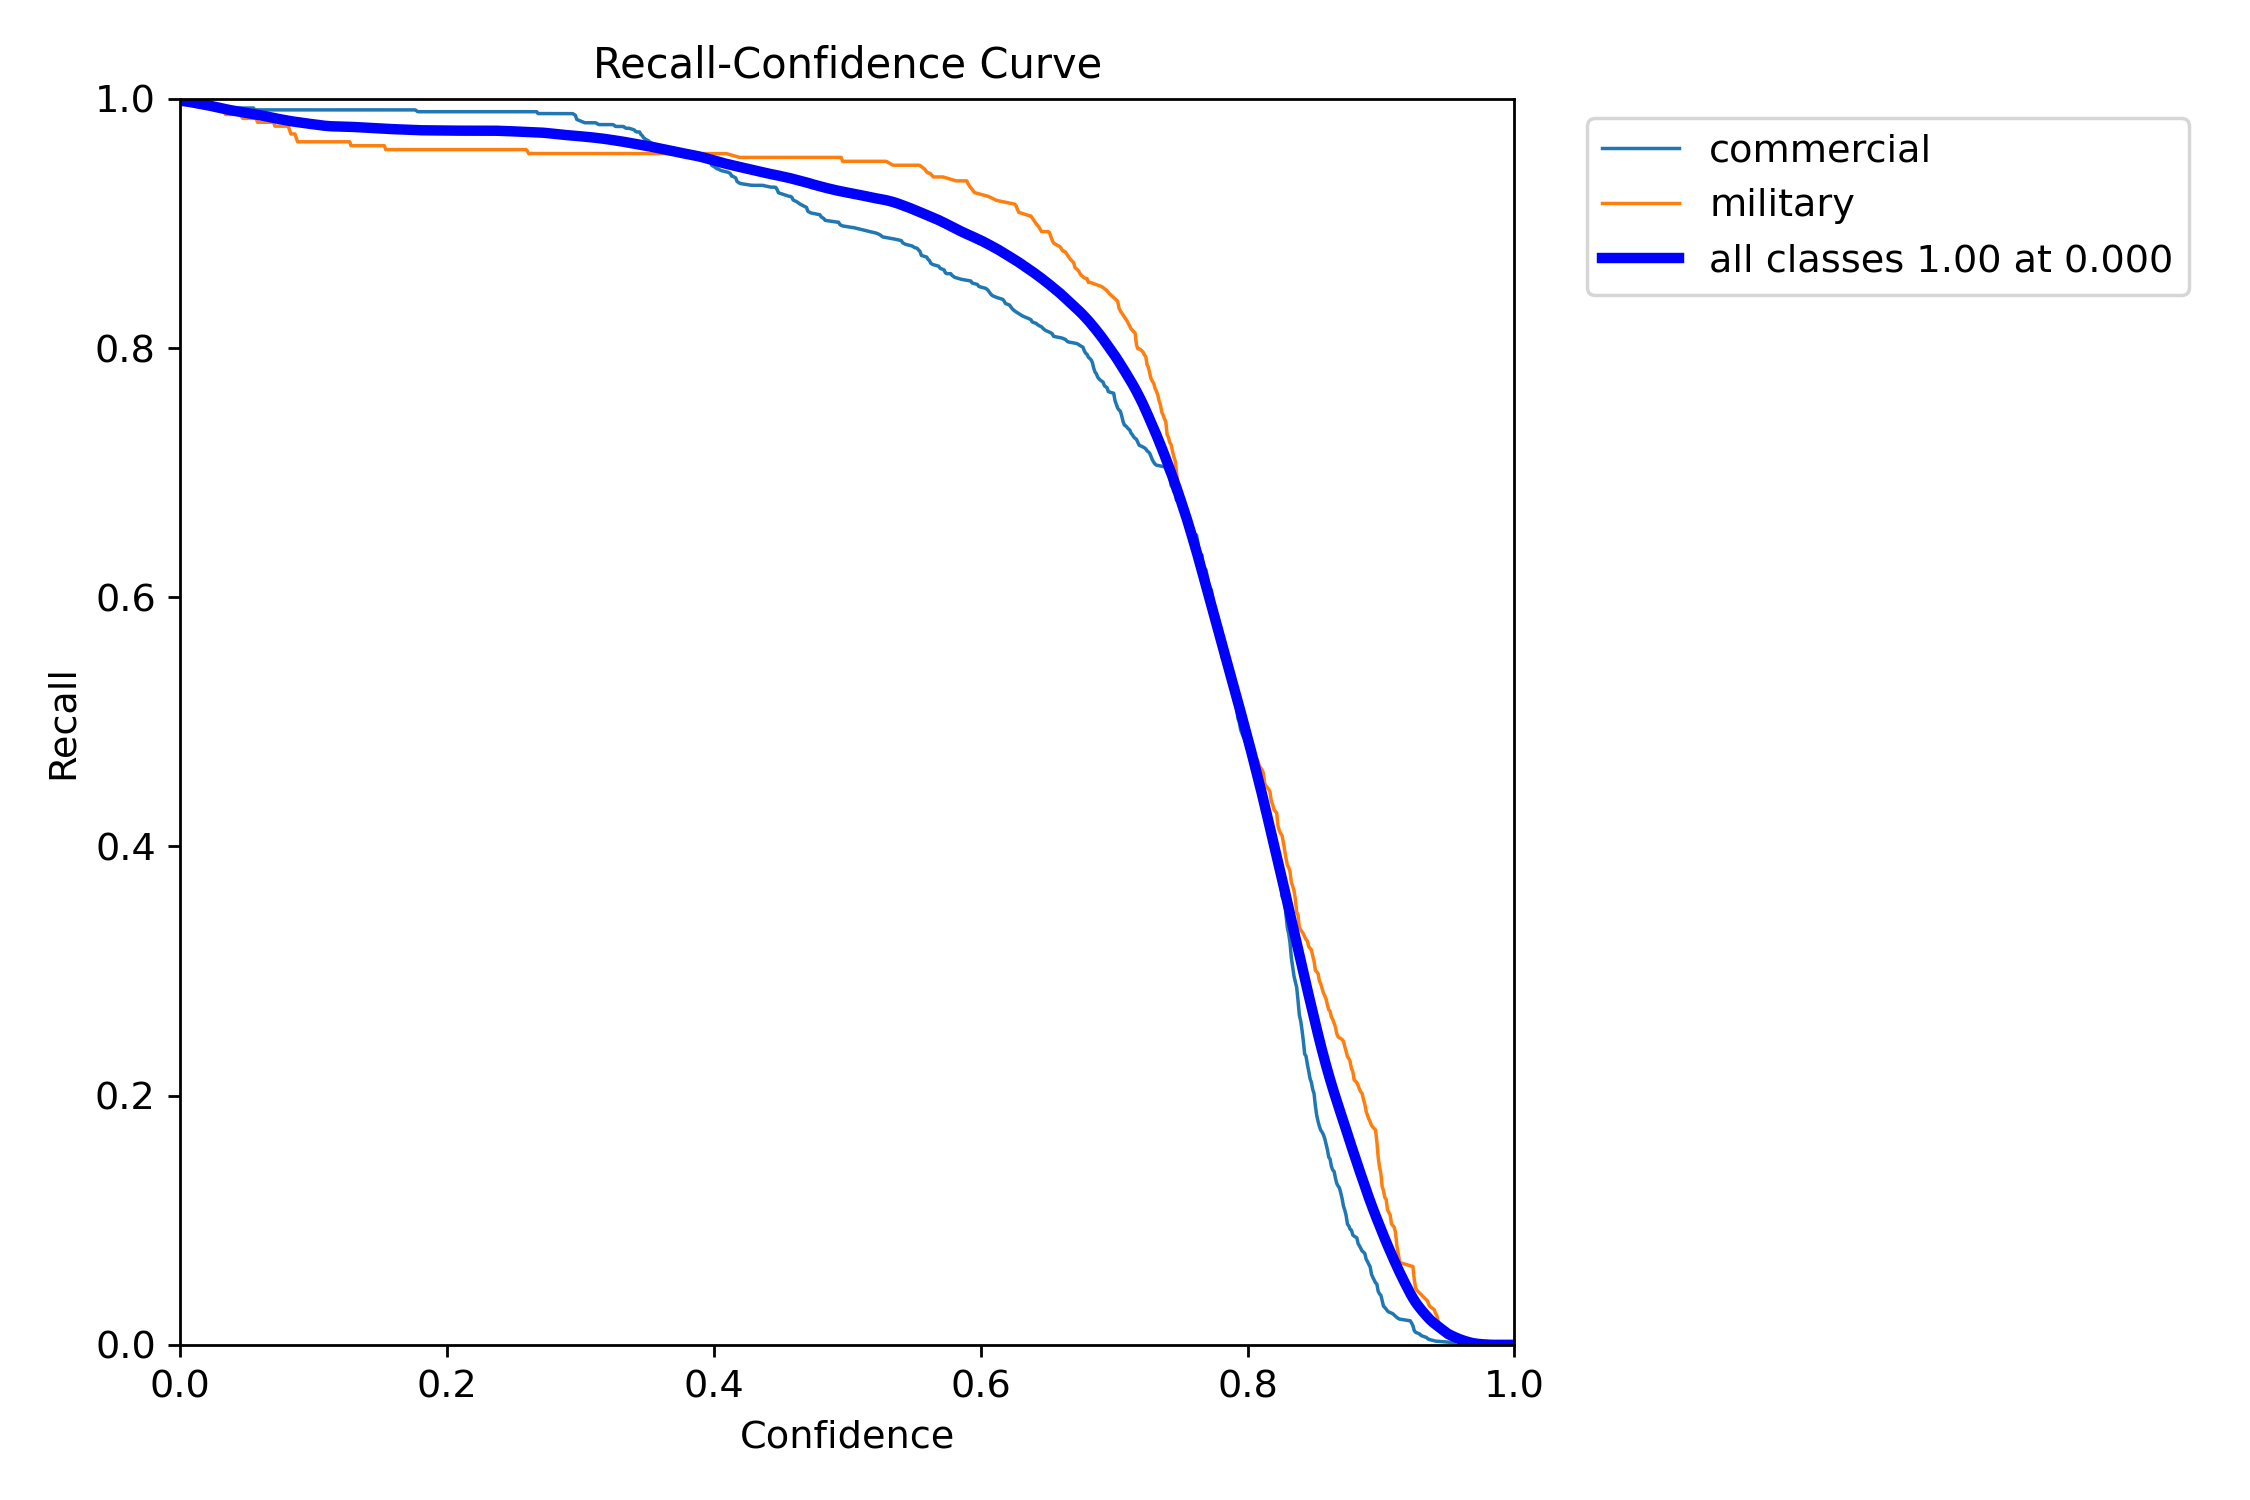 Recall-Confidence Curve
1.0
0.8
0.6
0.4
0.2
0.0
Recall
0.0 0.2 0.4 0.6 0.8 1.0
Confidence
commercial
military
all classes 1.00 at 0.000